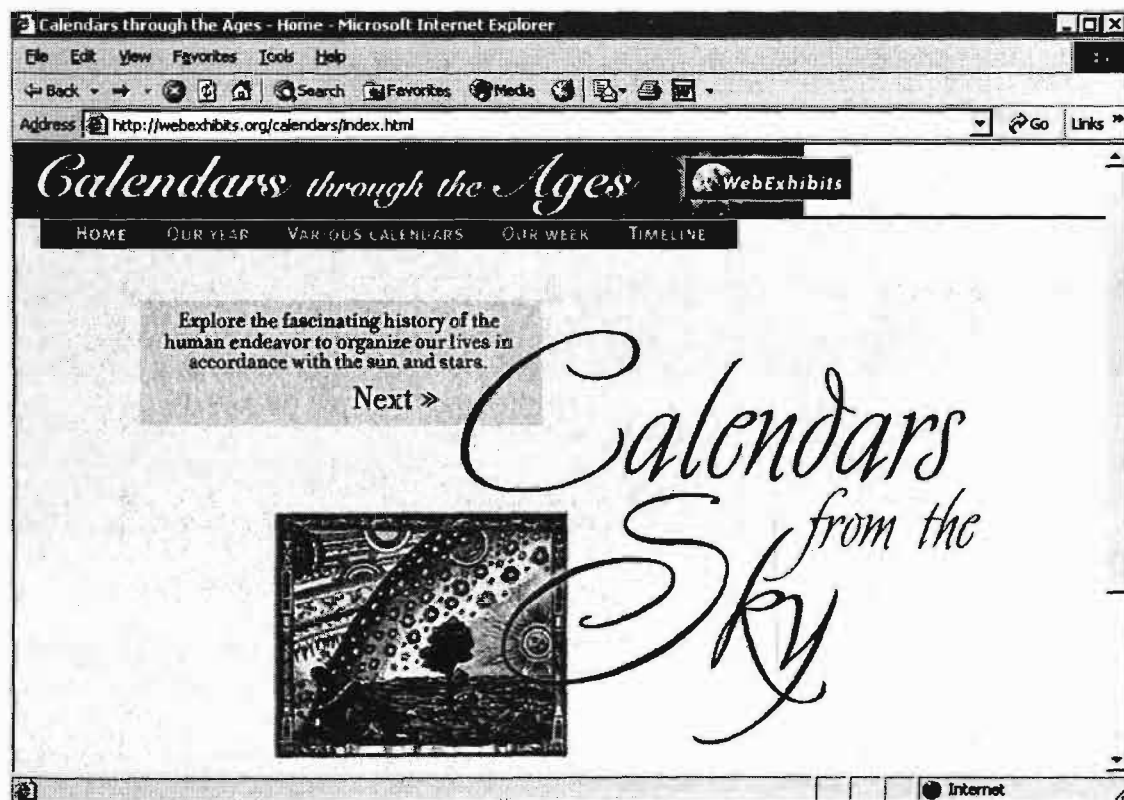 Calendars through the Ages - Home - Microsoft Internet Explorer
File Edit View Favorites Tools Help
Back Search Favorites Media
Address http://webexhibits.org/calendars/index.html Go Links »
Calendars through the Ages WebExhibits
HOME OUR YEAR VARIOUS CALENDARS OUR WEEK TIMELINE
Explore the fascinating history of the
human endeavor to organize our lives in
accordance with the sun and stars.
Next »
Calendars
from the
Sky
Internet